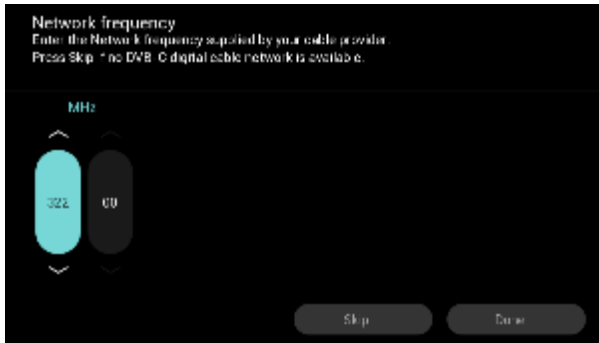 Network frequency
Enter the Network frequency supplied by your cable provider.
Press Skip if no DVB-C digital cable network is available.
MHz
322 00
Skip Done